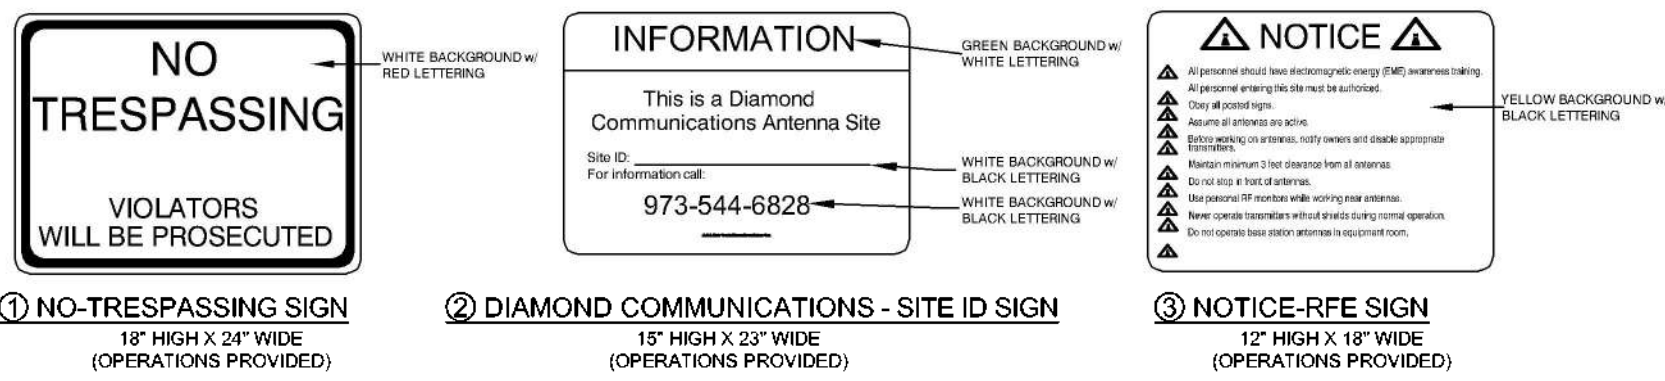 NO
TRESPASSING
VIOLATORS
WILL BE PROSECUTED
WHITE BACKGROUND w/
RED LETTERING
① NO-TRESPASSING SIGN
18" HIGH X 24" WIDE
(OPERATIONS PROVIDED)
INFORMATION
This is a Diamond
Communications Antenna Site
Site ID:
For information call:
973-544-6828
GREEN BACKGROUND w/
WHITE LETTERING
WHITE BACKGROUND w/
BLACK LETTERING
WHITE BACKGROUND w/
BLACK LETTERING
② DIAMOND COMMUNICATIONS - SITE ID SIGN
15" HIGH X 23" WIDE
(OPERATIONS PROVIDED)
NOTICE
All personnel should have electromagnetic energy (EME) awareness training.
All personnel entering this site must be authorized.
Obey all posted signs.
Assume all antennas are active.
Before working on antennas, notify owners and disable appropriate
transmitters.
Maintain minimum 3 feet clearance from all antennas.
Do not stop in front of antennas.
Use personal RF monitors while working near antennas.
Never operate transmitters without shields during normal operation.
Do not operate base station antennas in equipment room.
YELLOW BACKGROUND w/
BLACK LETTERING
③ NOTICE-RFE SIGN
12" HIGH X 18" WIDE
(OPERATIONS PROVIDED)